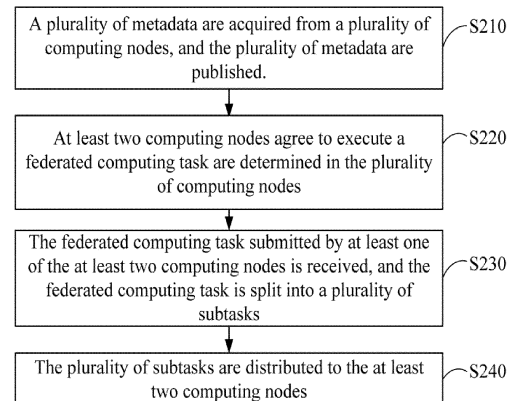 A plurality of metadata are acquired from a plurality of
computing nodes, and the plurality of metadata are
published.
S210
At least two computing nodes agree to execute a
federated computing task are determined in the plurality
of computing nodes
S220
The federated computing task submitted by at least one
of the at least two computing nodes is received, and the
federated computing task is split into a plurality of
subtasks
S230
The plurality of subtasks are distributed to the at least
two computing nodes
S240